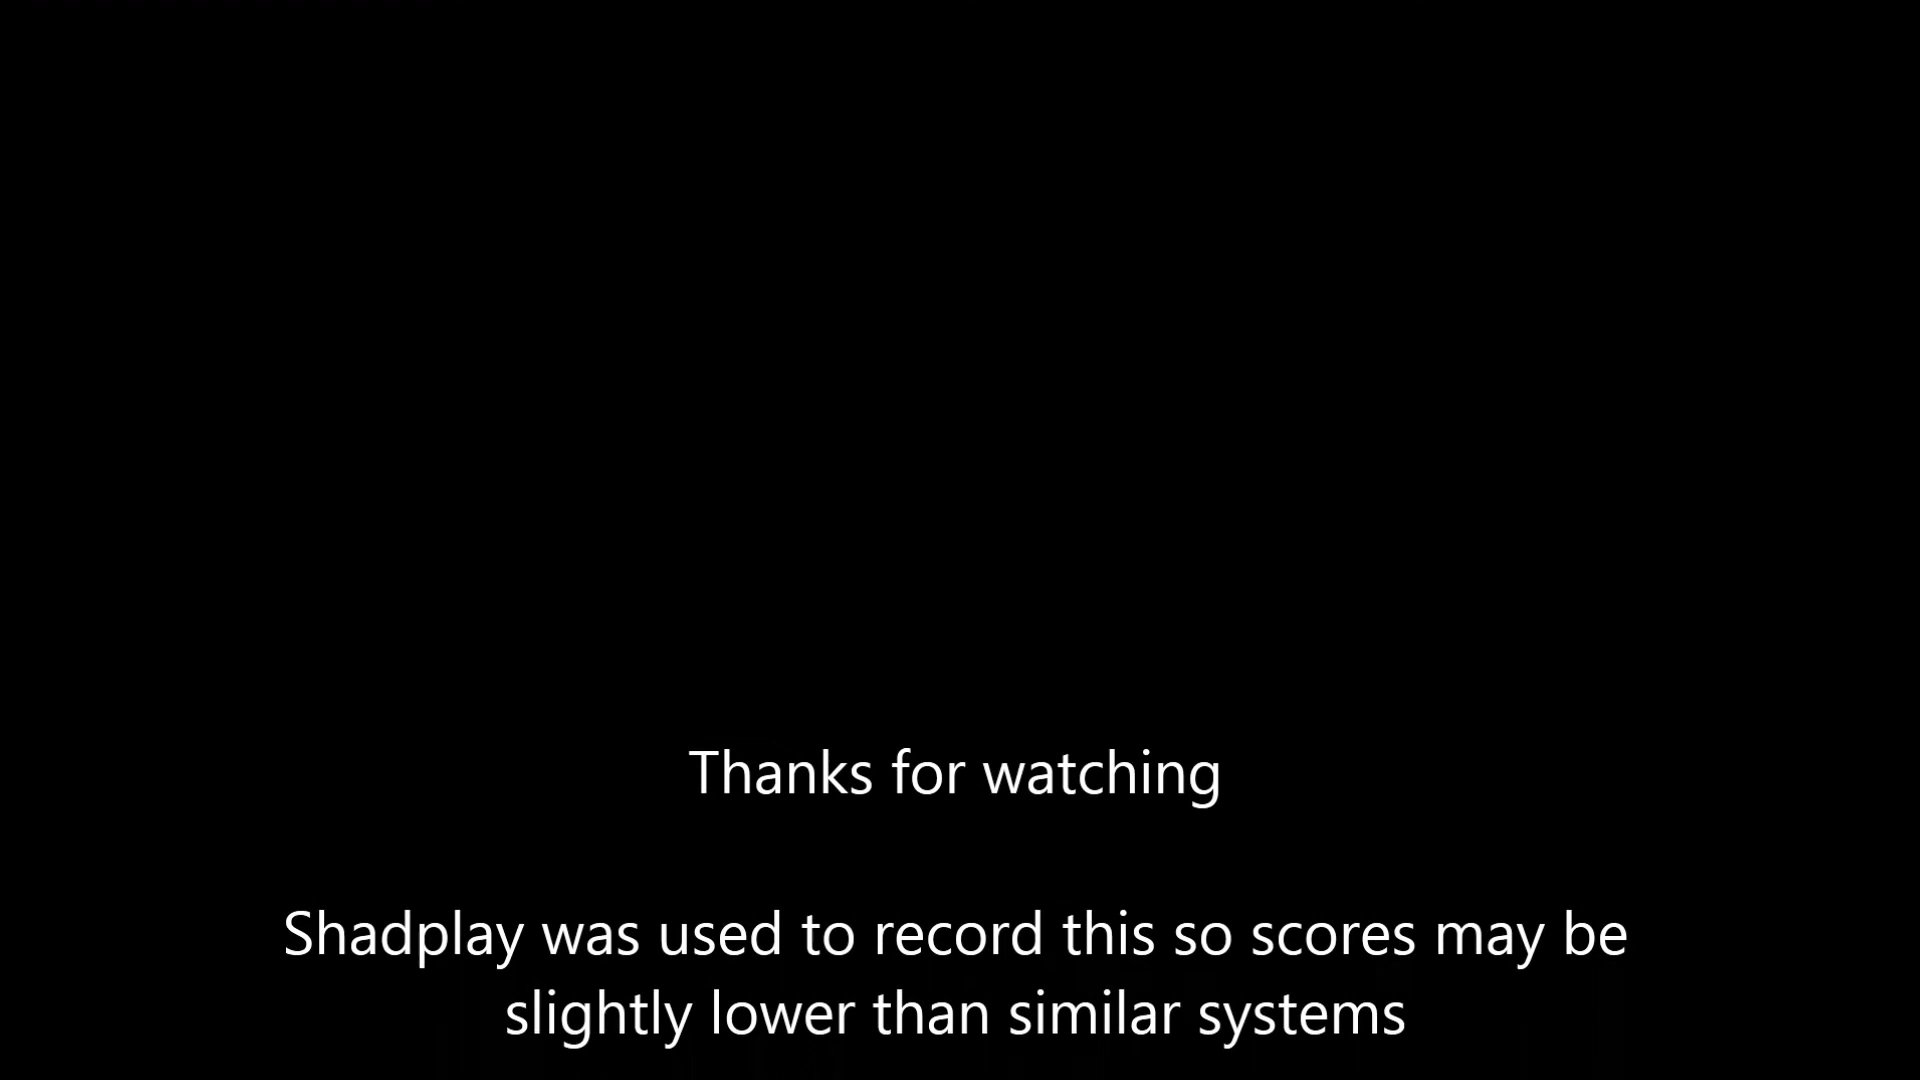 Thanks for watching
Shadplay was used to record this so scores may be
slightly lower than similar systems